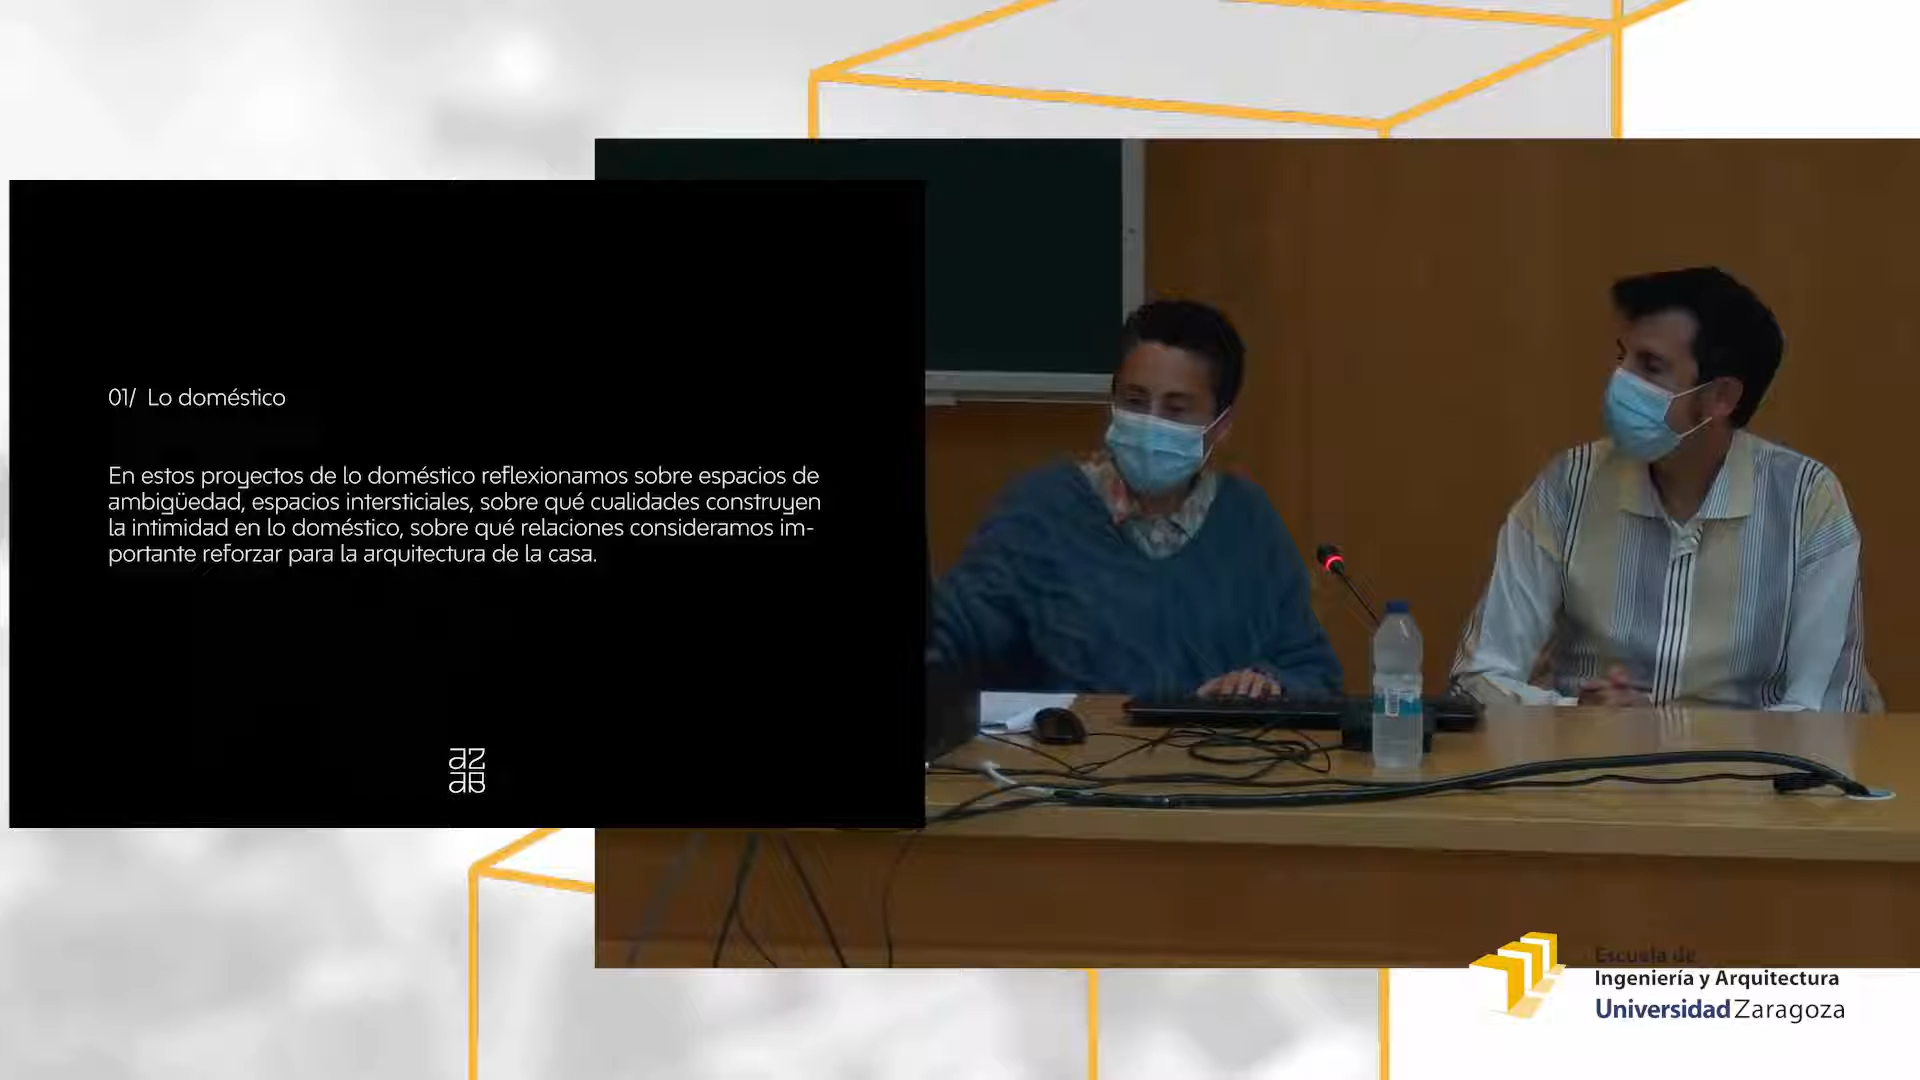 01/ Lo doméstico
En estos proyectos de lo doméstico reflexionamos sobre espacios de
ambigüedad, espacios intersticiales, sobre qué cualidades construyen
la intimidad en lo doméstico, sobre qué relaciones consideramos im-
portante reforzar para la arquitectura de la casa.
az
ab
Escuela de
Ingeniería y Arquitectura
Universidad Zaragoza